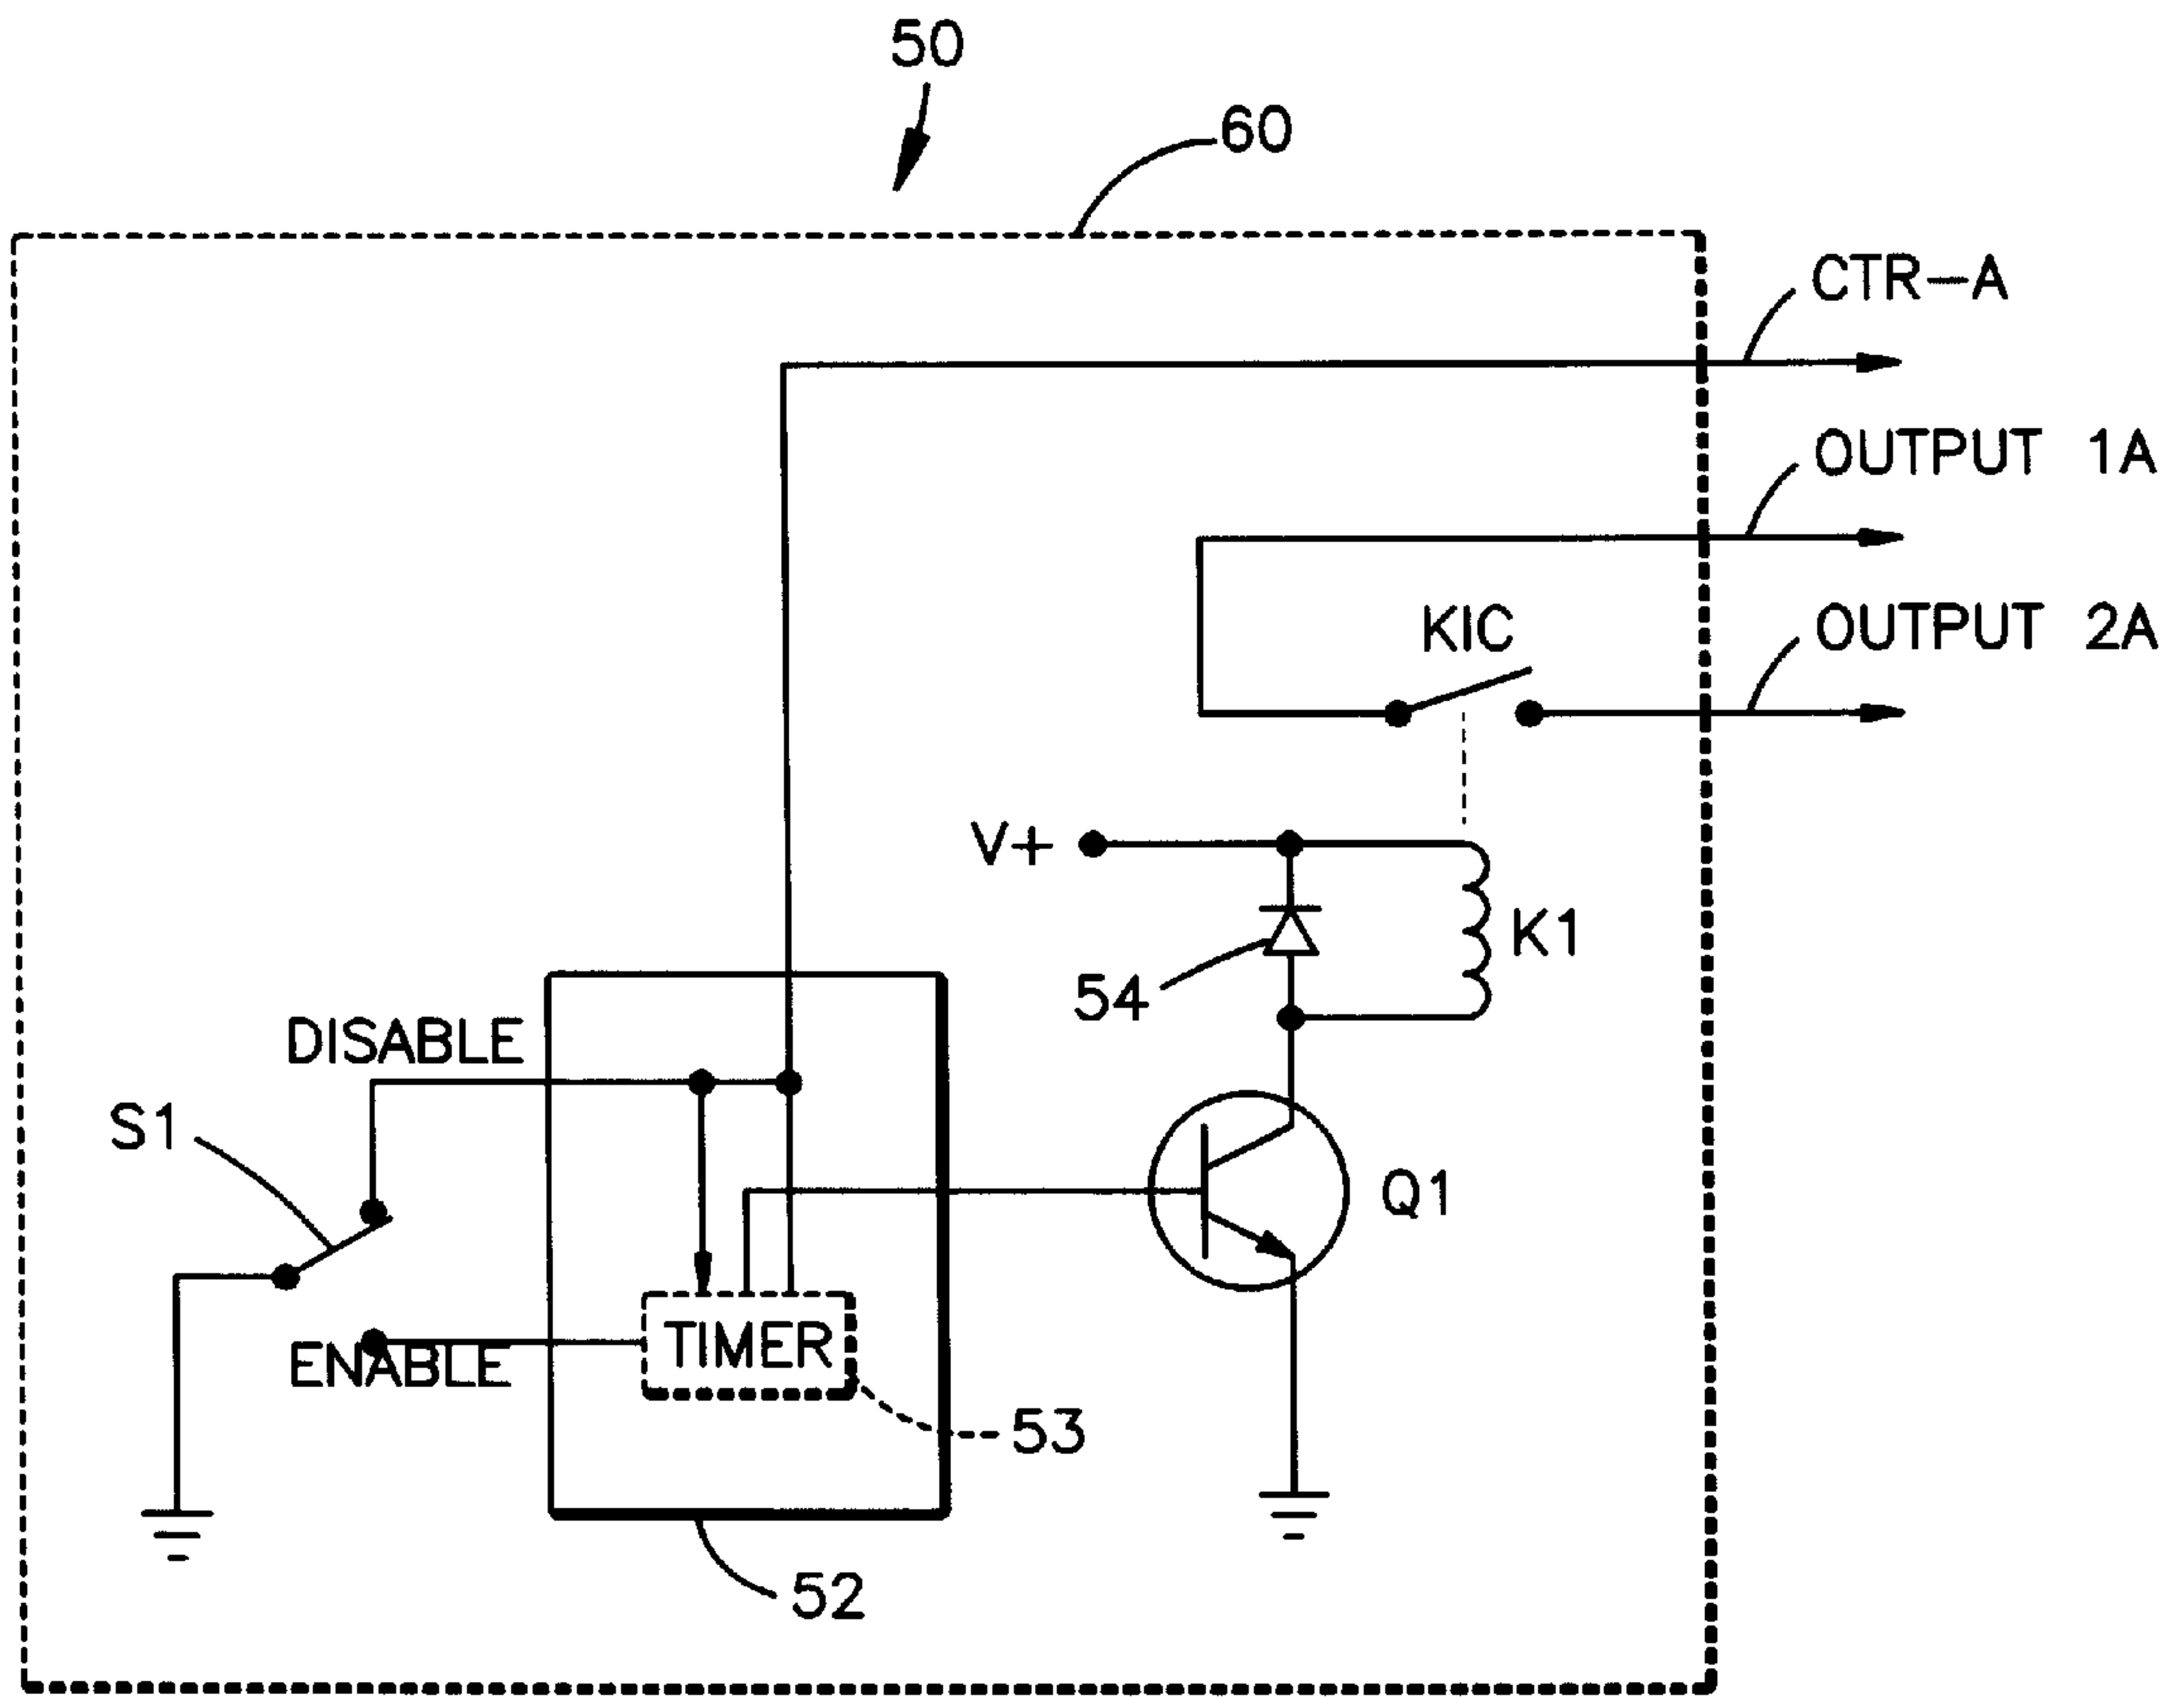 50
60
CTR-A
OUTPUT 1A
KIC
OUTPUT 2A
V+
K1
54
DISABLE
S1
Q1
TIMER
ENABLE
53
52